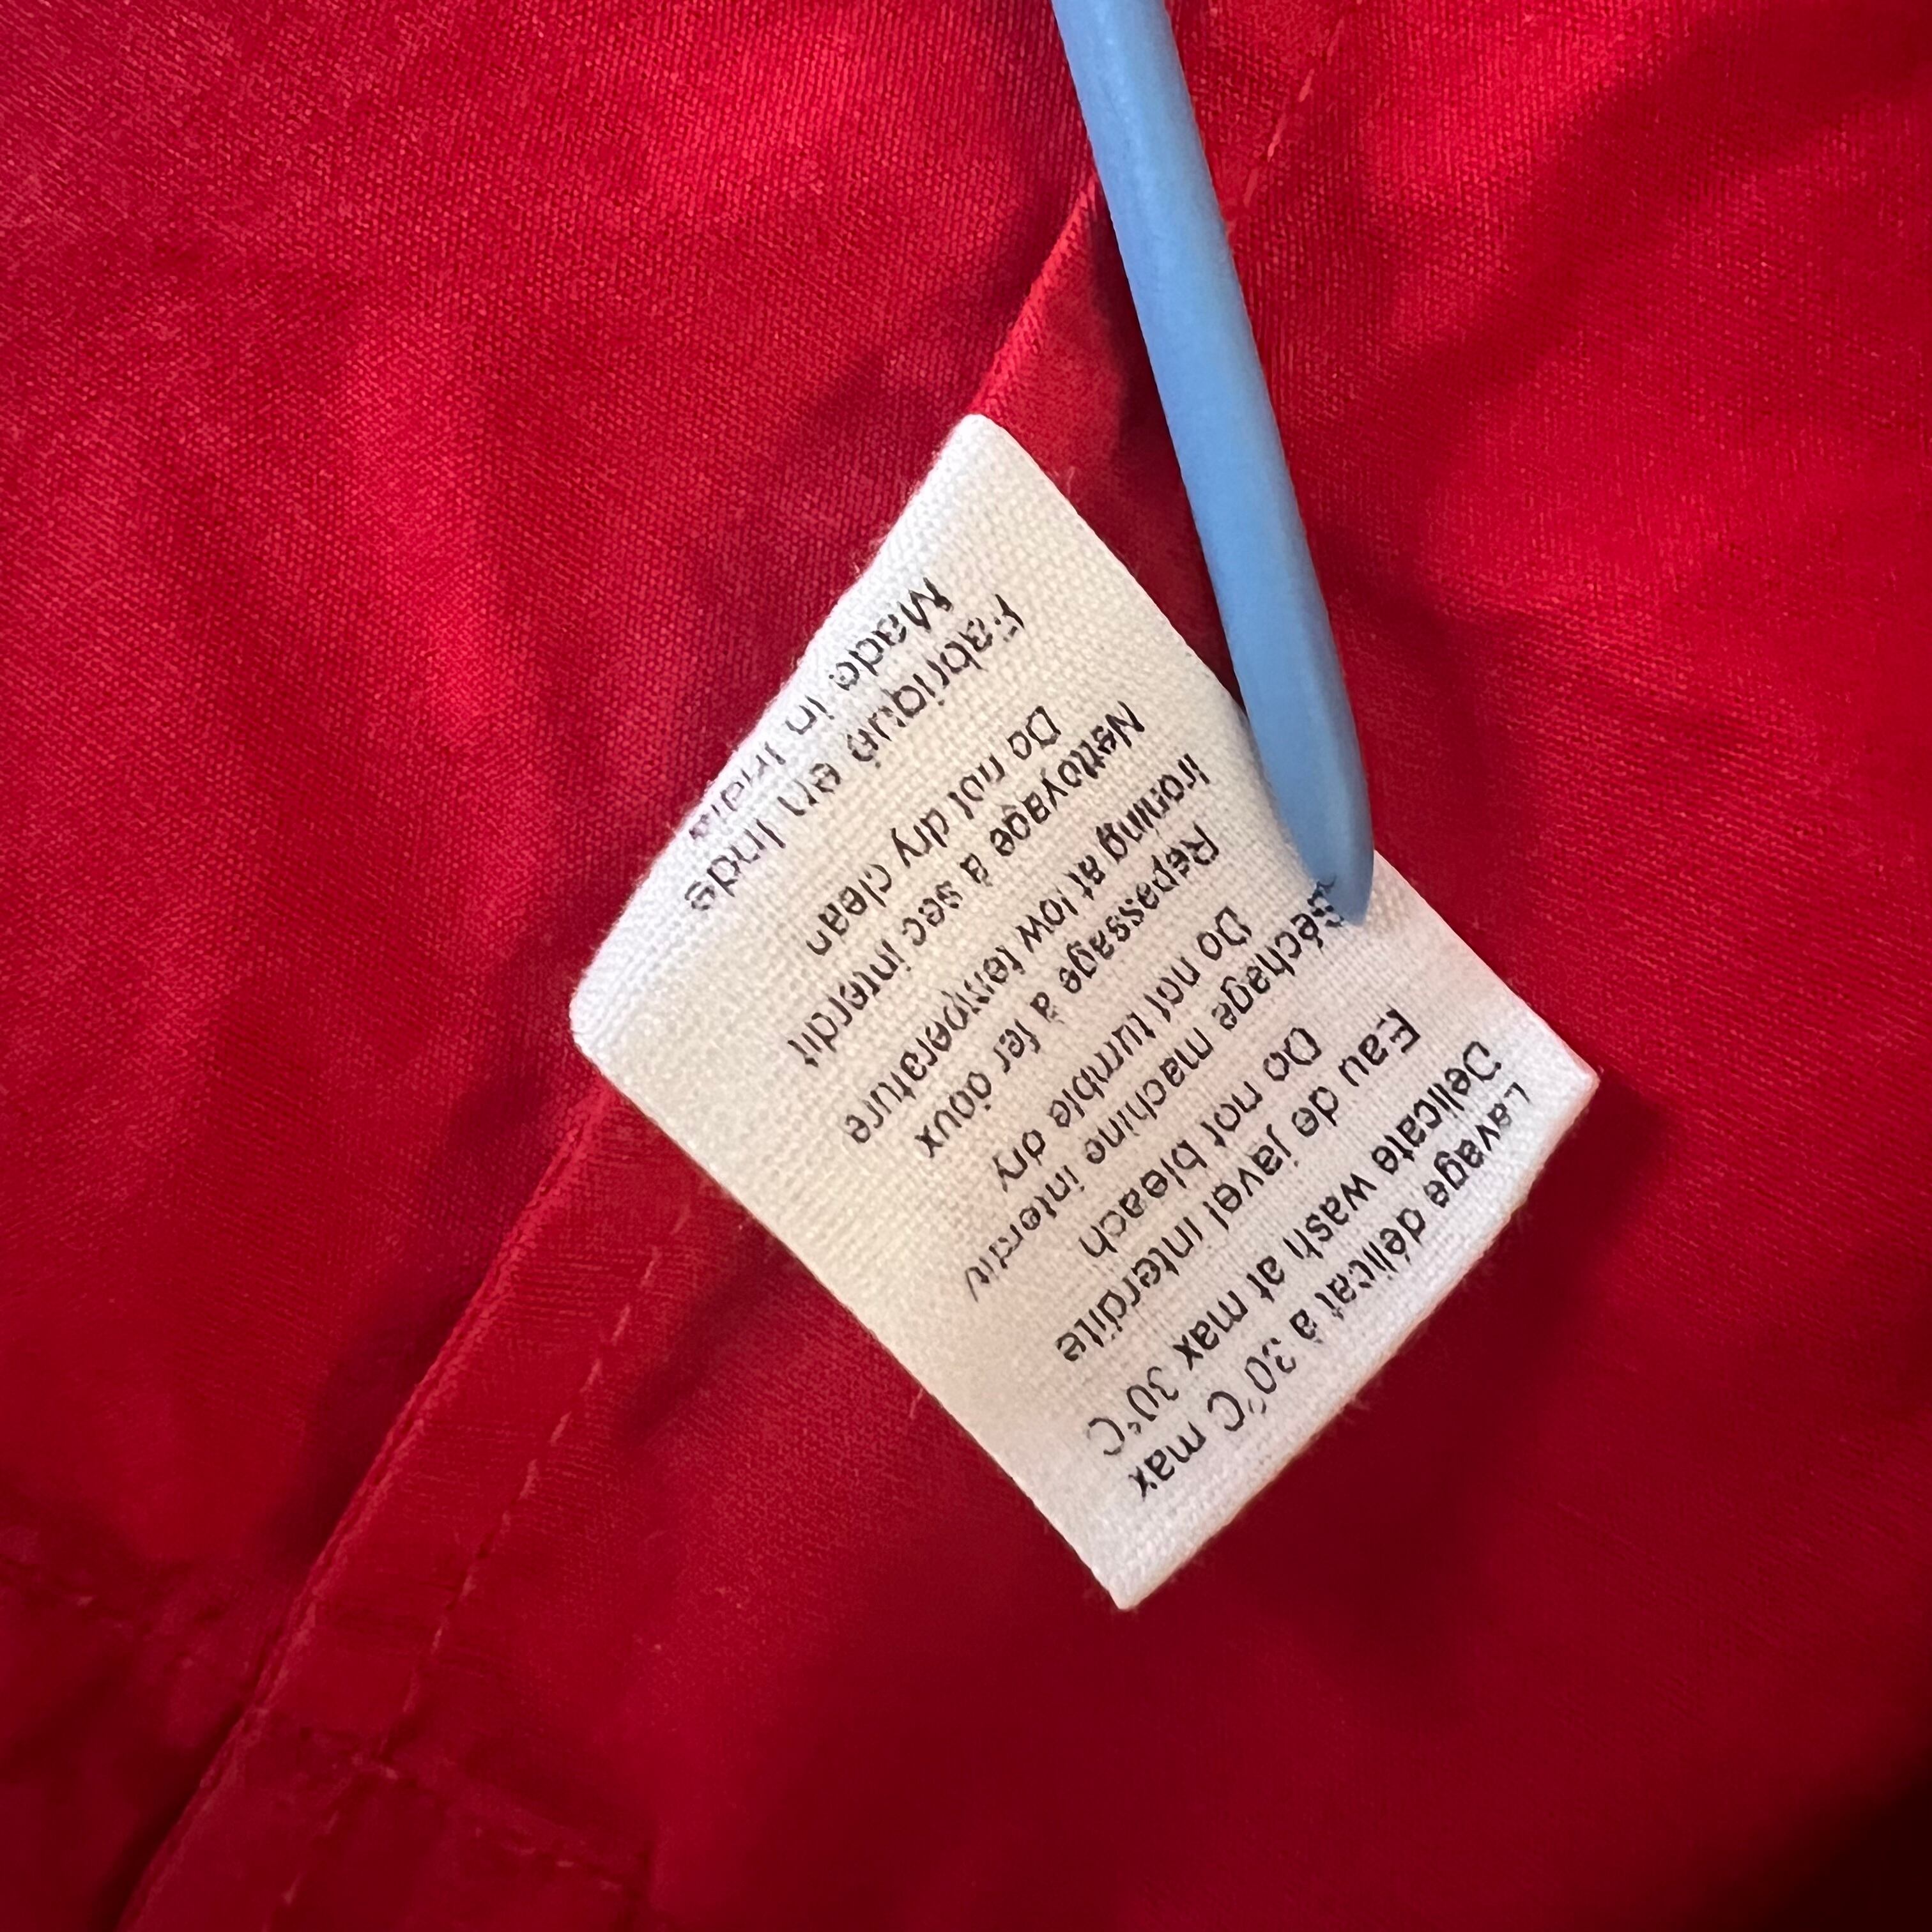 Lavage délicat à 30°C max
Delicate wash at max 30°C
Eau de javel interdite
Do not bleach
Séchage machine interdit
Do not tumble dry
Repassage à fer doux
Ironing at low temperature
Nettoyage à sec interdit
Do not dry clean
Fabriqué en Inde
Made in India